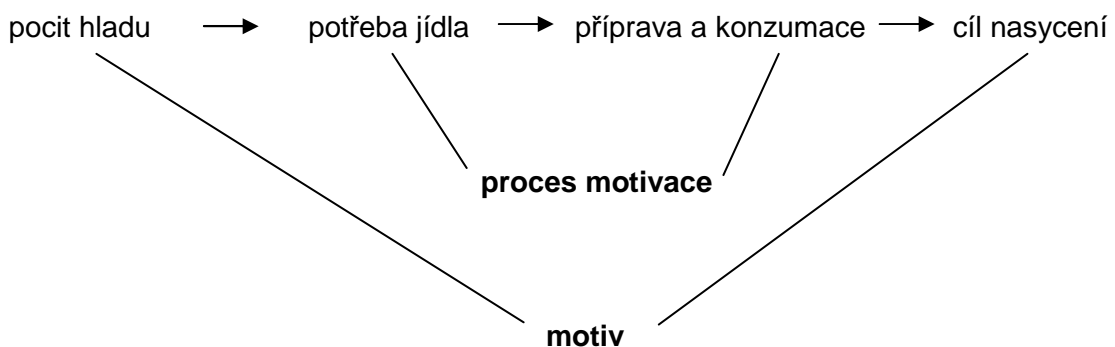 pocit hladu → potřeba jídla → příprava a konzumace → cíl nasycení
proces motivace
motiv